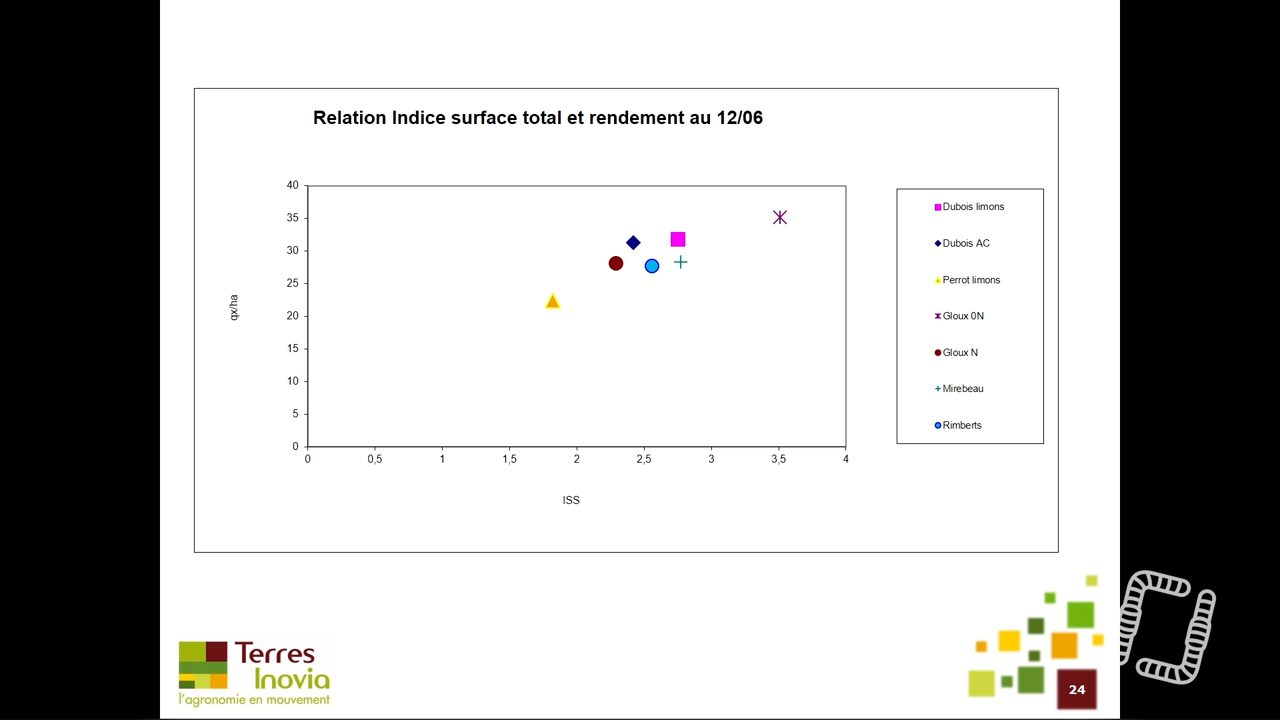 Relation Indice surface total et rendement au 12/06
40
35
30
25
20
15
10
5
0
qx/ha
0
0,5
1
1,5
2
2,5
3
3,5
4
ISS
Dubois limons
Dubois AC
Perrot limons
Gloux 0N
Gloux N
Mirebeau
Rimberts
Terres
Inovia
l'agronomie en mouvement
24